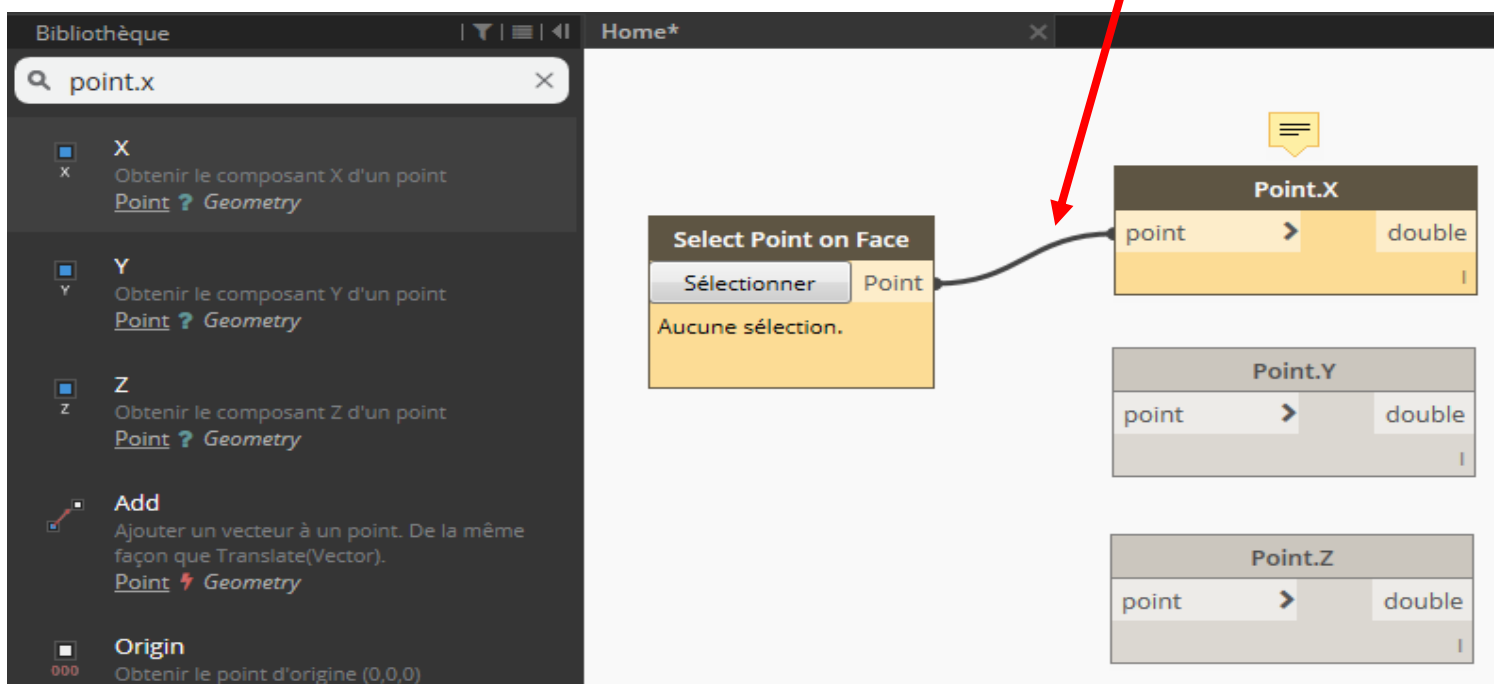 Bibliothèque
Home*
point.x
X
Obtenir le composant X d'un point
Point ? Geometry
X
Y
Obtenir le composant Y d'un point
Point ? Geometry
Y
Z
Obtenir le composant Z d'un point
Point ? Geometry
Z
Add
Ajouter un vecteur à un point. De la même
façon que Translate(Vector).
Point Geometry
Origin
Obtenir le point d'origine (0,0,0)
000
Select Point on Face
Sélectionner Point
Aucune sélection.
Point.X
point > double
l
Point.Y
point > double
l
Point.Z
point > double
l